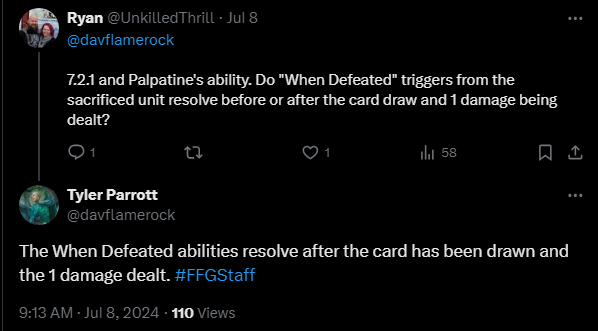 Ryan @UnkilledThrill · Jul 8
@davflamerock
7.2.1 and Palpatine's ability. Do "When Defeated" triggers from the
sacrificed unit resolve before or after the card draw and 1 damage being
dealt?
1 1 58
Tyler Parrott
@davflamerock
The When Defeated abilities resolve after the card has been drawn and
the 1 damage dealt. #FFGStaff
9:13 AM · Jul 8, 2024 · 110 Views